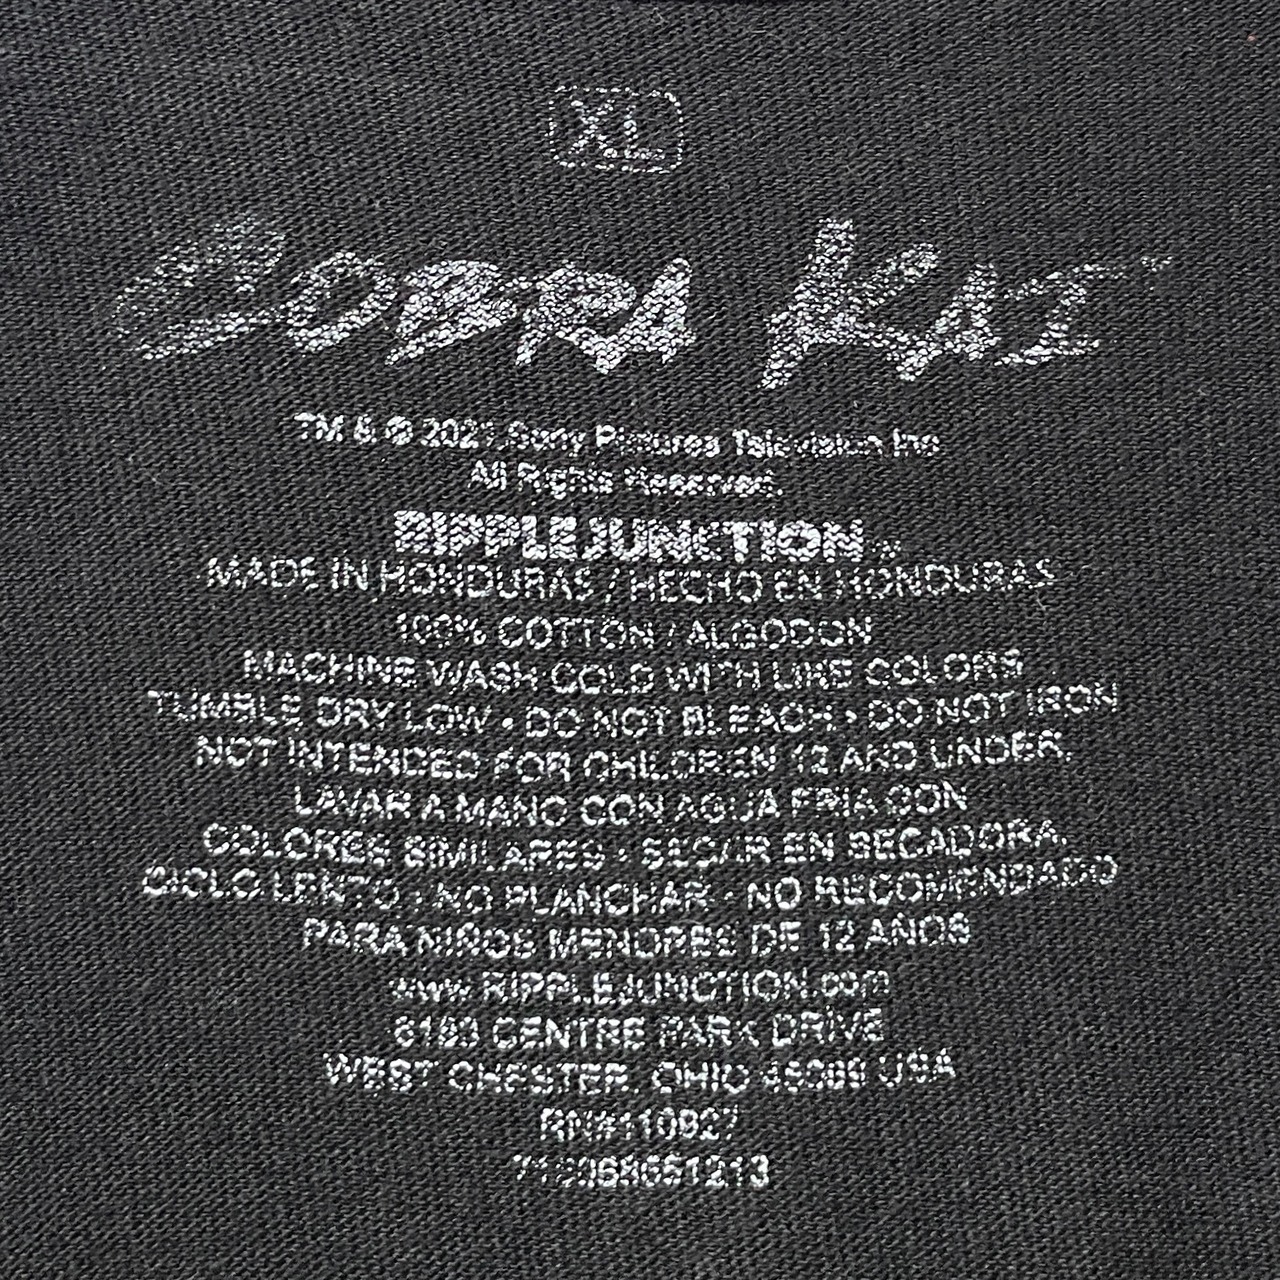 XL
COBRA KAI™
TM & © 2021 Sony Pictures Television Inc
All Rights Reserved.
RIPPLEJUNCTION
MADE IN HONDURAS / HECHO EN HONDURAS
100% COTTON / ALGODON
MACHINE WASH COLD WITH LIKE COLORS
TUMBLE DRY LOW • DO NOT BLEACH • DO NOT IRON
NOT INTENDED FOR CHILDREN 12 AND UNDER.
LAVAR A MANO CON AGUA FRIA CON
COLORES SIMILARES • SECAR EN SECADORA,
CICLO LENTO • NO PLANCHAR • NO RECOMENDADO
PARA NIÑOS MENORES DE 12 AÑOS
www.RIPPLEJUNCTION.com
CENTRE PARK DRIVE
WEST CHESTER, OHIO 45069 USA
RN#110927